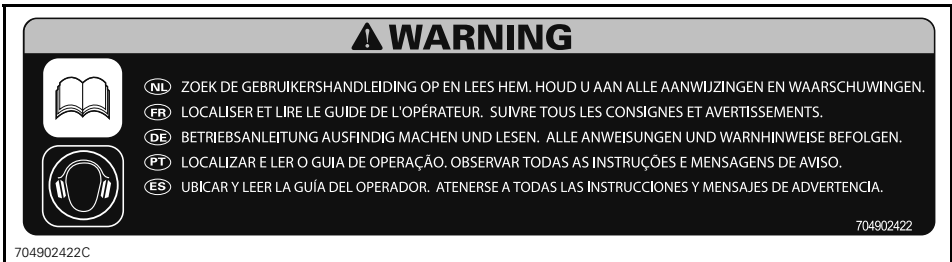 WARNING
NL ZOEK DE GEBRUIKERSHANDLEIDING OP EN LEES HEM. HOUD U AAN ALLE AANWIJZINGEN EN WAARSCHUWINGEN.
FR LOCALISER ET LIRE LE GUIDE DE L'OPÉRATEUR. SUIVRE TOUS LES CONSIGNES ET AVERTISSEMENTS.
DE BETRIEBSANLEITUNG AUSFINDIG MACHEN UND LESEN. ALLE ANWEISUNGEN UND WARNHINWEISE BEFOLGEN.
PT LOCALIZAR E LER O GUIA DE OPERAÇÃO. OBSERVAR TODAS AS INSTRUÇÕES E MENSAGENS DE AVISO.
ES UBICAR Y LEER LA GUÍA DEL OPERADOR. ATENERSE A TODAS LAS INSTRUCCIONES Y MENSAJES DE ADVERTENCIA.
704902422
704902422C